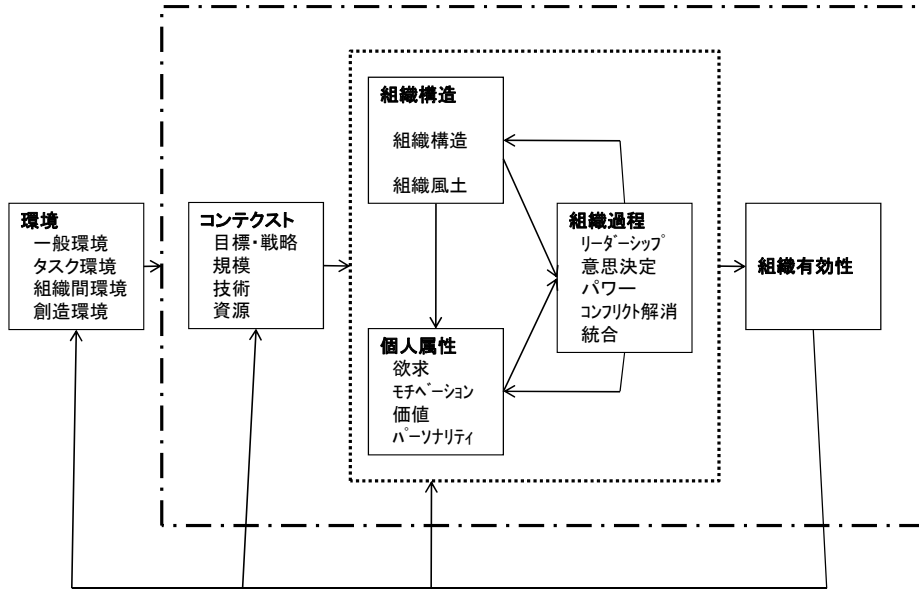 組織構造
組織構造
組織風土
環境
一般環境
タスク環境
組織間環境
創造環境
コンテクスト
目標・戦略
規模
技術
資源
組織過程
ﾘｰﾀﾞｰｼｯﾌﾟ
意思決定
パワー
ｺﾝﾌﾘｸﾄ解消
統合
組織有効性
個人属性
欲求
ﾓﾁﾍﾞｰｼｮﾝ
価値
ﾊﾟｰｿﾅﾘﾃｨ